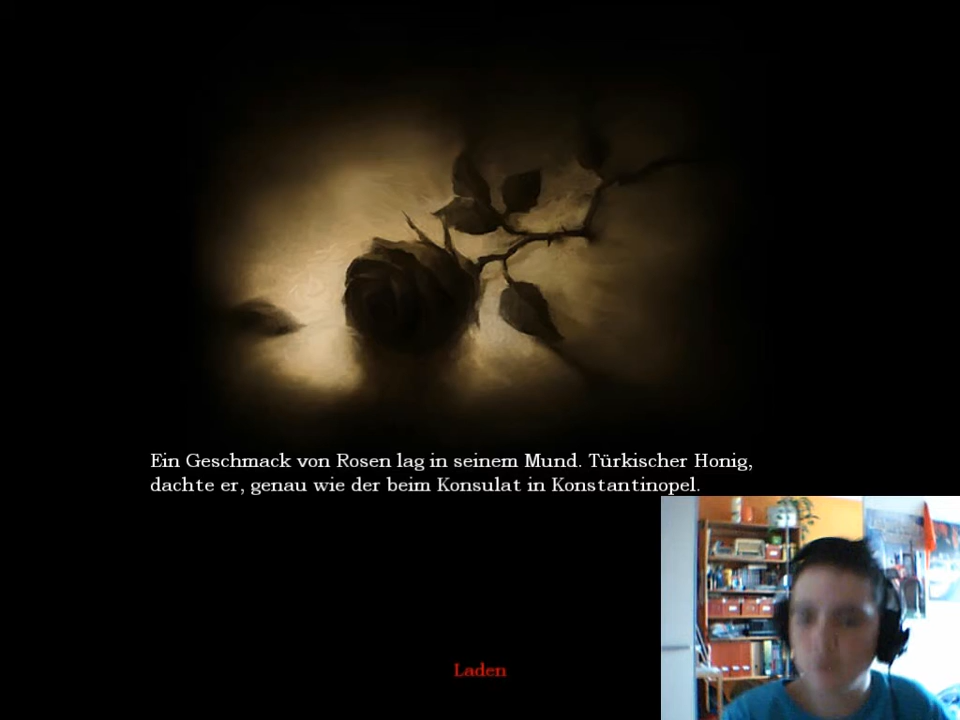 Ein Geschmack von Rosen lag in seinem Mund. Türkischer Honig,
dachte er, genau wie der beim Konsulat in Konstantinopel.
Laden